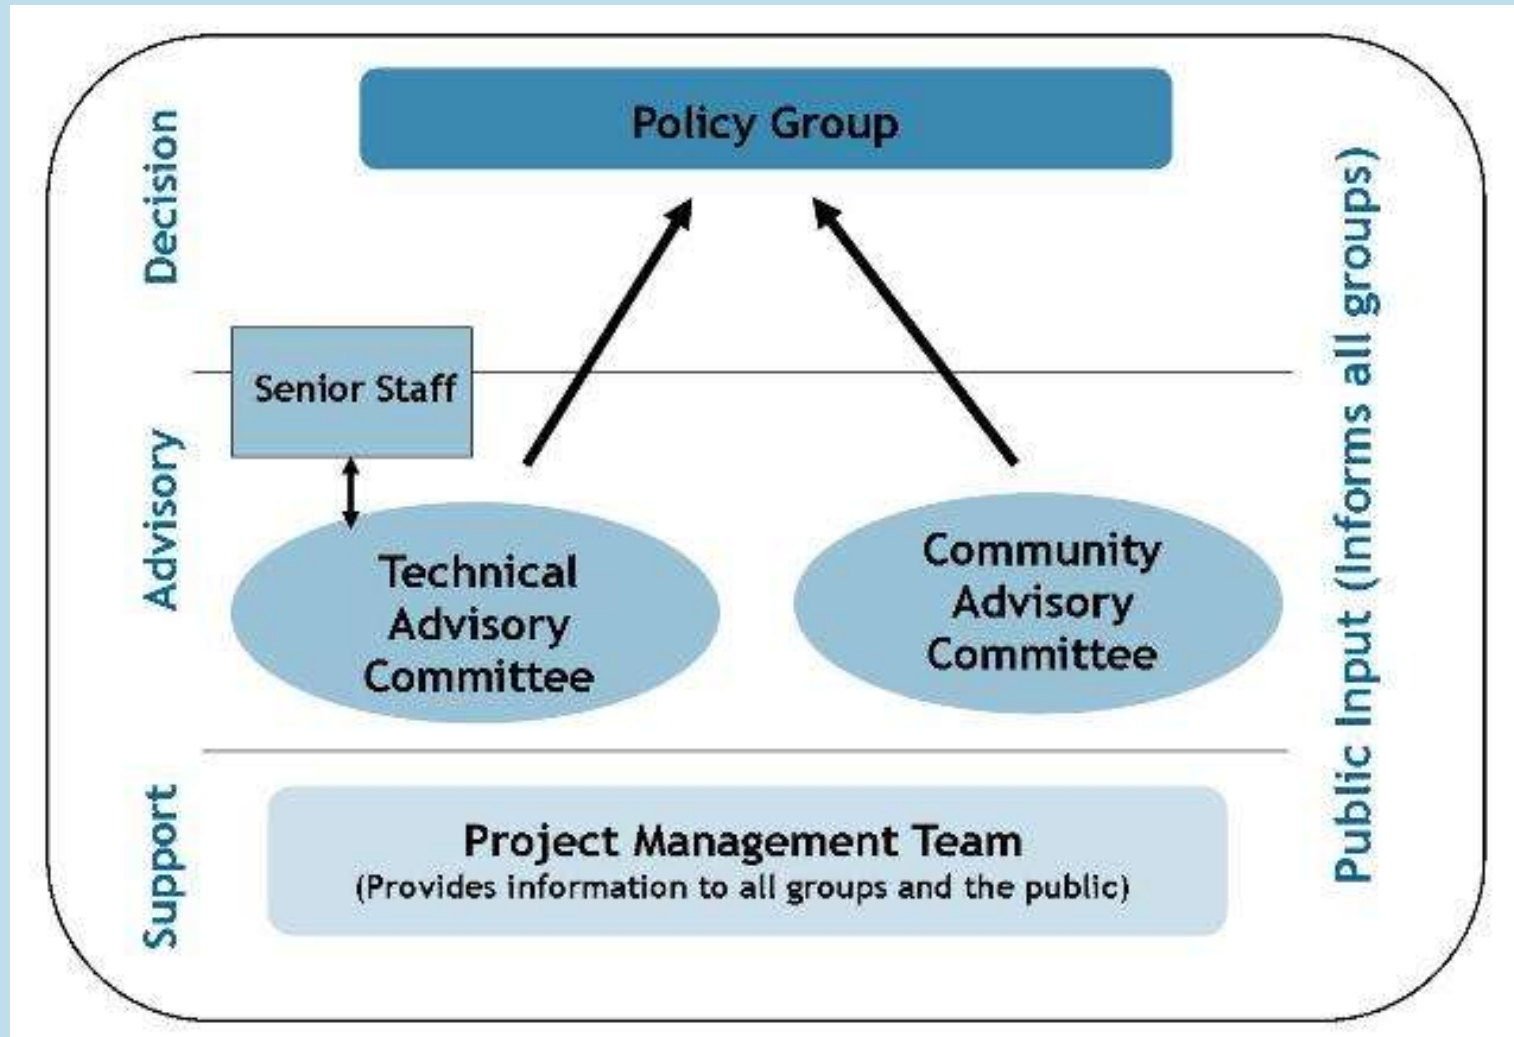 Decision
Policy Group
Senior Staff
Advisory
Technical
Advisory
Committee
Community
Advisory
Committee
Support
Project Management Team
(Provides information to all groups and the public)
Public Input (Informs all groups)